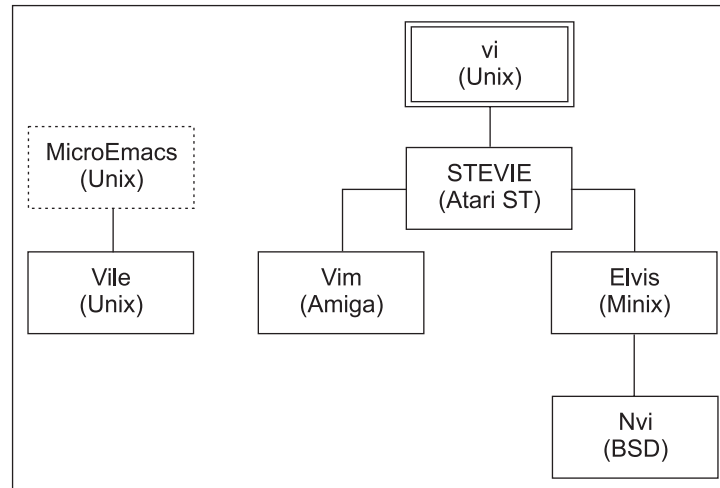 vi
(Unix)
MicroEmacs
(Unix)
STEVIE
(Atari ST)
Vile
(Unix)
Vim
(Amiga)
Elvis
(Minix)
Nvi
(BSD)